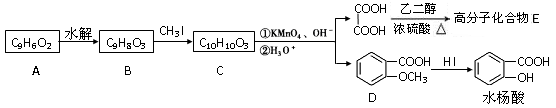 C9H6O2 水解 C9H8O3 CH3I C10H10O3 ①KMnO4、OH⁻ ②H3O⁺
A B C
COOH COOH 乙二醇 浓硫酸 △ 高分子化合物 E
COOH OCH3 HI COOH OH
D 水杨酸